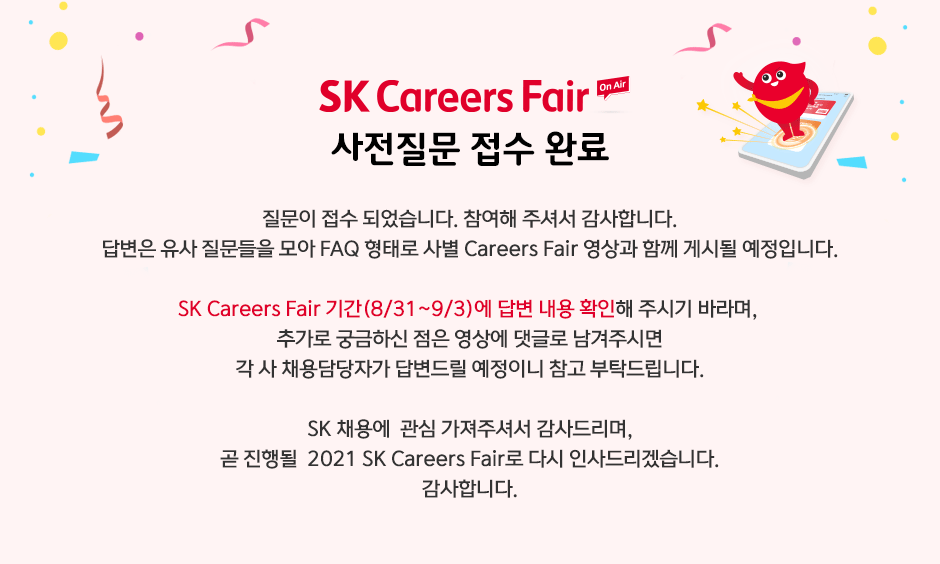 SK Careers Fair On Air
사전질문 접수 완료
질문이 접수 되었습니다. 참여해 주셔서 감사합니다.
답변은 유사 질문들을 모아 FAQ 형태로 사별 Careers Fair 영상과 함께 게시될 예정입니다.
SK Careers Fair 기간(8/31~9/3)에 답변 내용 확인해 주시기 바라며,
추가로 궁금하신 점은 영상에 댓글로 남겨주시면
각 사 채용담당자가 답변드릴 예정이니 참고 부탁드립니다.
SK 채용에 관심 가져주셔서 감사드리며,
곧 진행될 2021 SK Careers Fair로 다시 인사드리겠습니다.
감사합니다.